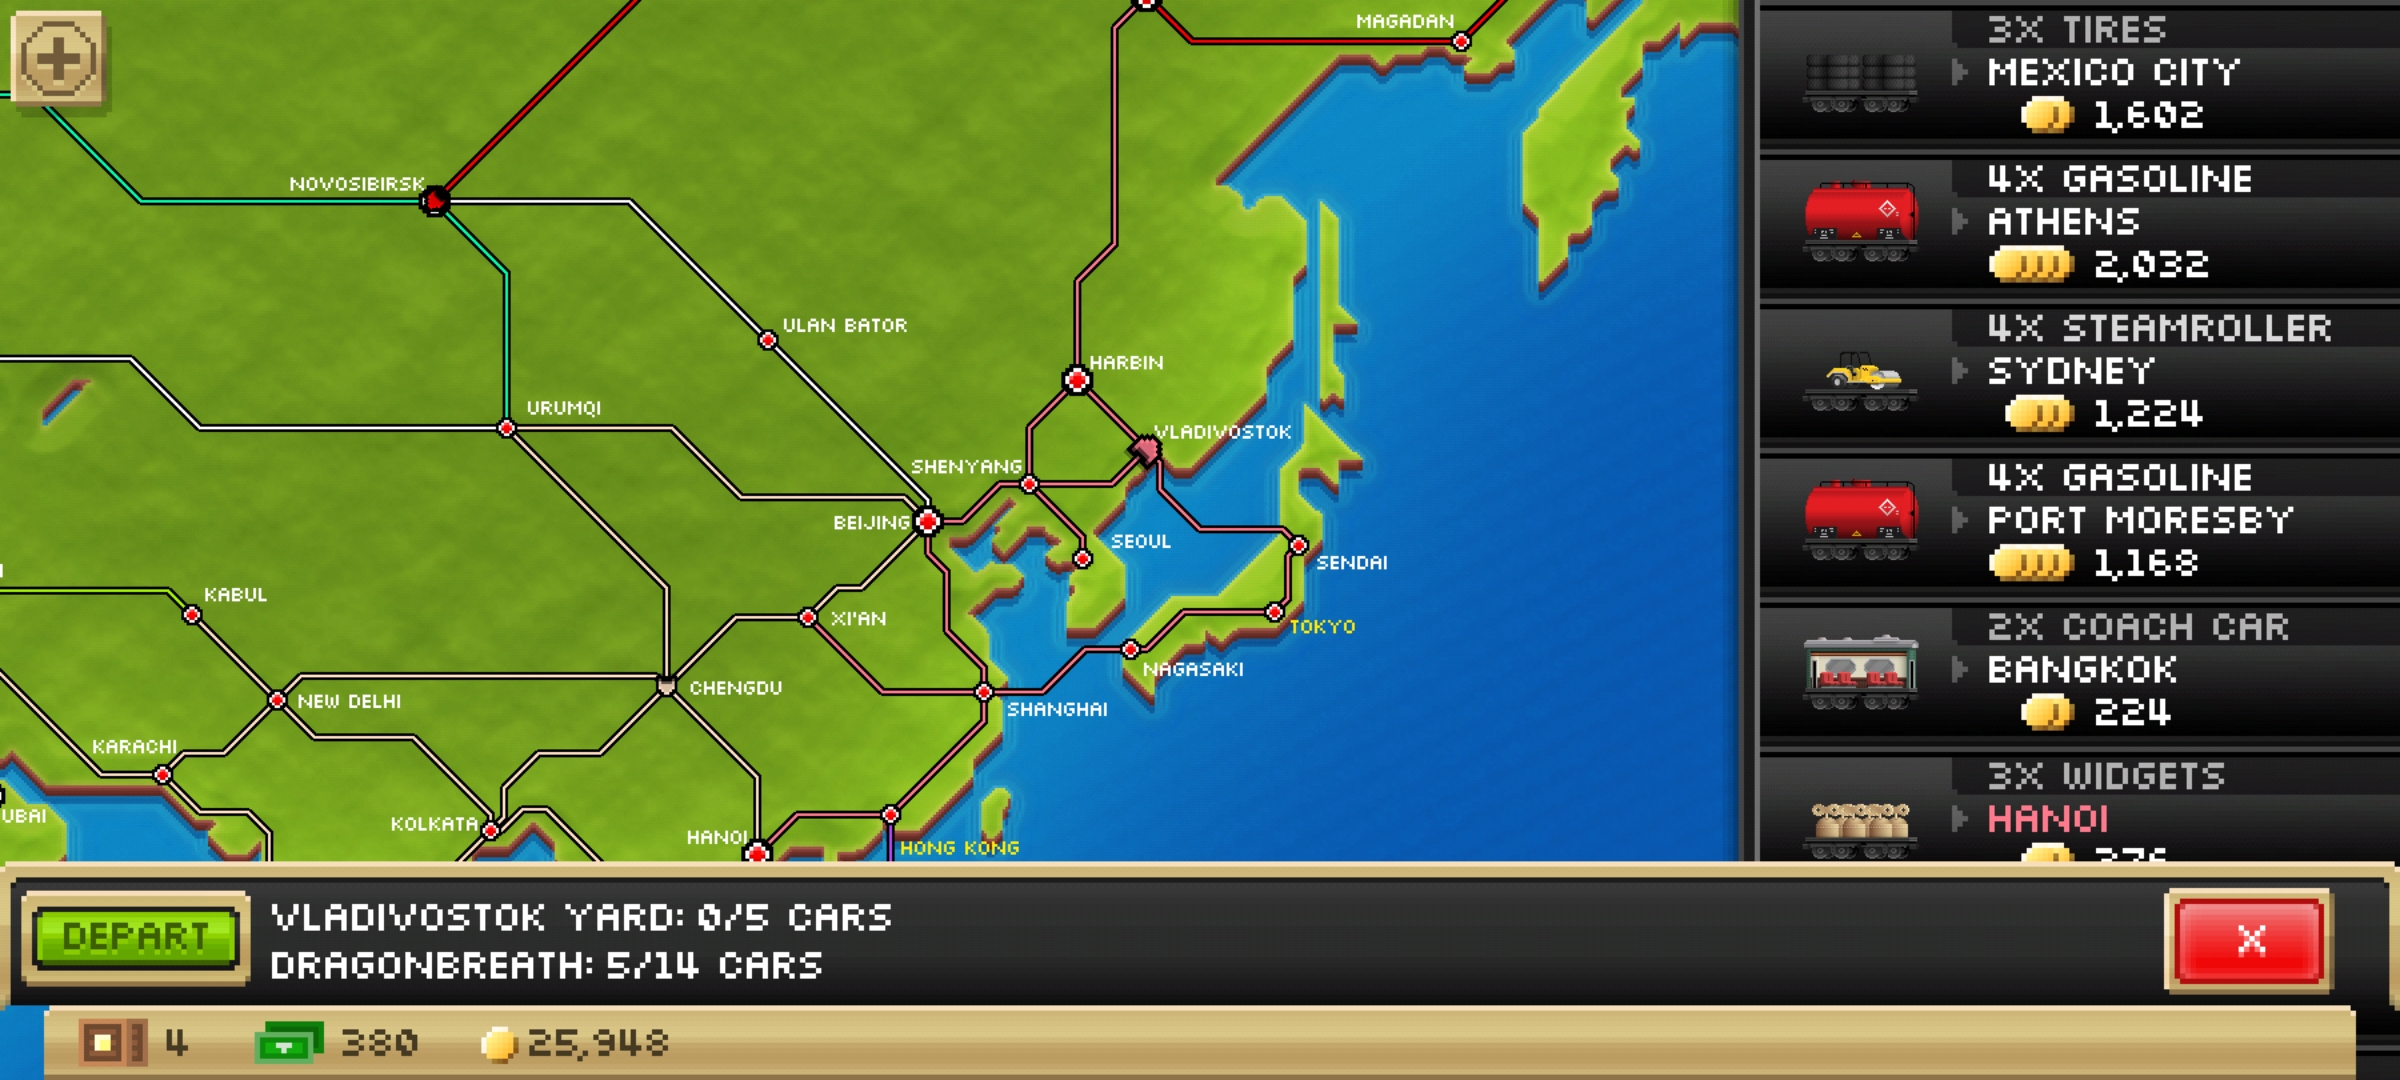 MAGADAN
NOVOSIBIRSK
ULAN BATOR
HARBIN
URUMQI
VLADIVOSTOK
SHENYANG
BEIJING
SEOUL
SENDAI
KABUL
XI'AN
TOKYO
NAGASAKI
CHENGDU
NEW DELHI
SHANGHAI
KARACHI
UBAI
KOLKATA
HANOI
HONG KONG
3X TIRES
MEXICO CITY
1,602
4X GASOLINE
ATHENS
2,032
4X STEAMROLLER
SYDNEY
1,224
4X GASOLINE
PORT MORESBY
1,168
2X COACH CAR
BANGKOK
224
3X WIDGETS
HANOI
DEPART
VLADIVOSTOK YARD: 0/5 CARS
DRAGONBREATH: 5/14 CARS
X
4
380
25,948